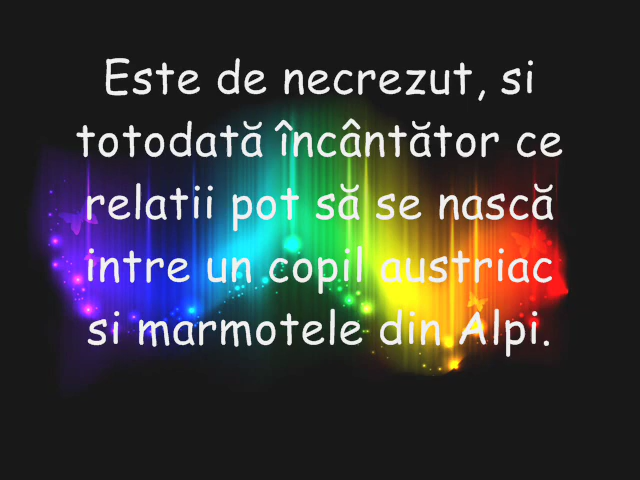 Este de necrezut, si
totodată încântător ce
relatii pot să se nască
intre un copil austriac
si marmotele din Alpi.